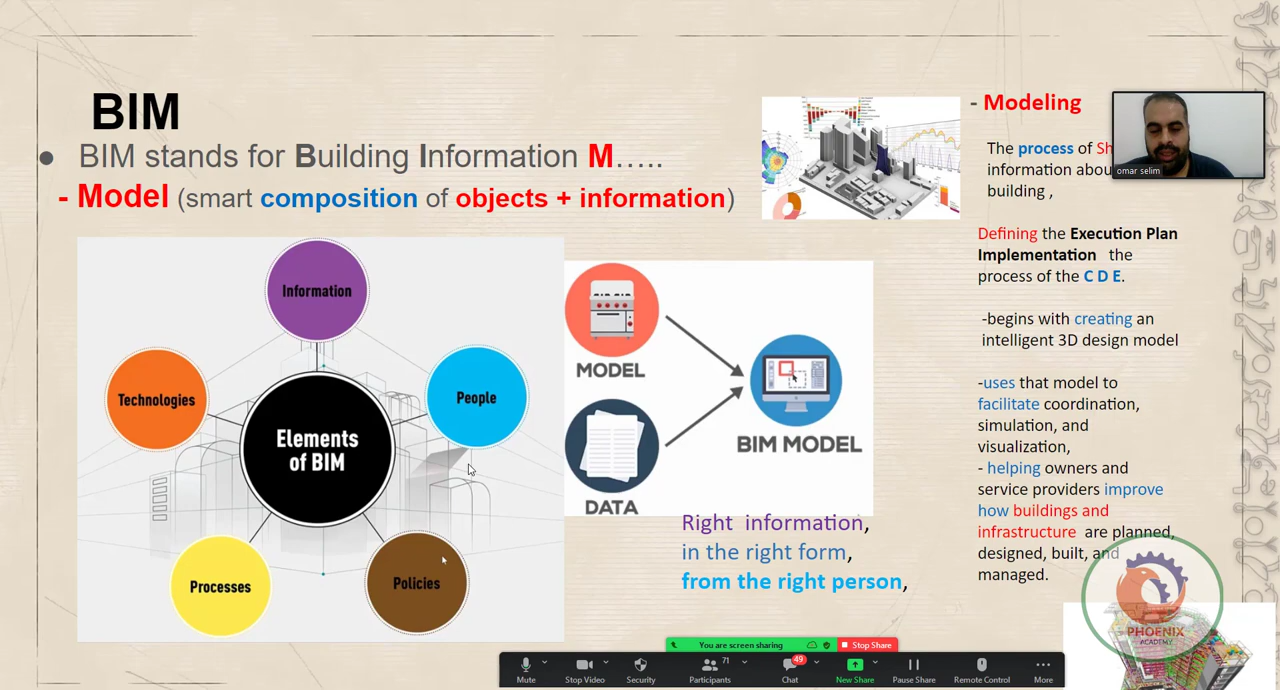 BIM
● BIM stands for Building Information M…..
- Model (smart composition of objects + information)
Information
Technologies
People
Elements
of BIM
Processes
Policies
MODEL
DATA
BIM MODEL
Right information,
in the right form,
from the right person,
- Modeling
The process of
information
building ,
Defining the Execution Plan
Implementation the
process of the C D E.
-begins with creating an
intelligent 3D design model
-uses that model to
facilitate coordination,
simulation, and
visualization,
- helping owners and
service providers improve
how buildings and
infrastructure are planned,
designed, built, and
managed.
omar selim
PHOENIX
ACADEMY
You are screen sharing
Stop Share
Mute
Stop Video
Security
71
Participants
49
Chat
New Share
Pause Share
Remote Control
More